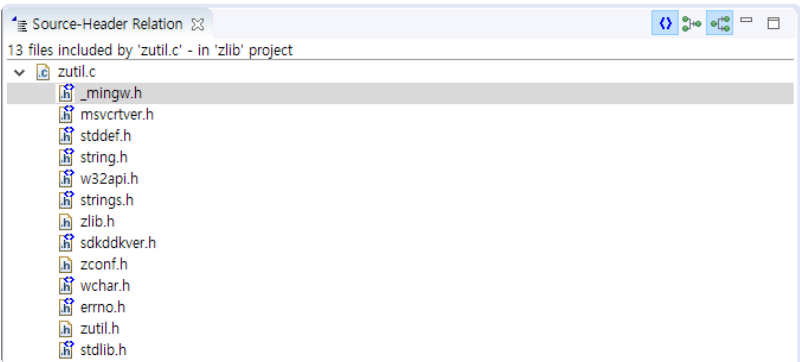 Source-Header Relation
13 files included by 'zutil.c' - in 'zlib' project
zutil.c
_mingw.h
msvcrtver.h
stddef.h
string.h
w32api.h
strings.h
zlib.h
sdkddkver.h
zconf.h
wchar.h
errno.h
zutil.h
stdlib.h